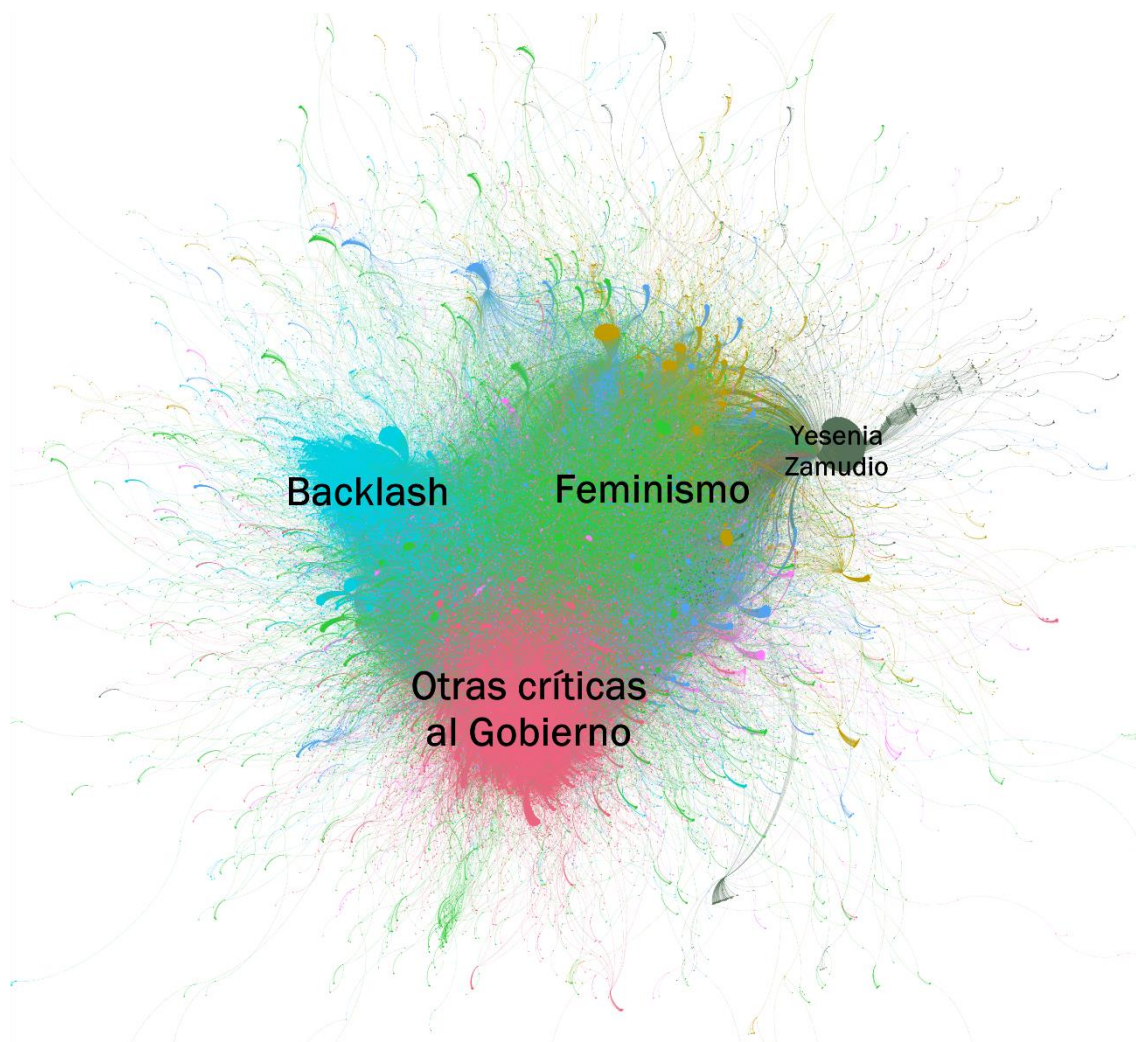 Yesenia
Zamudio
Backlash
Feminismo
Otras críticas
al Gobierno